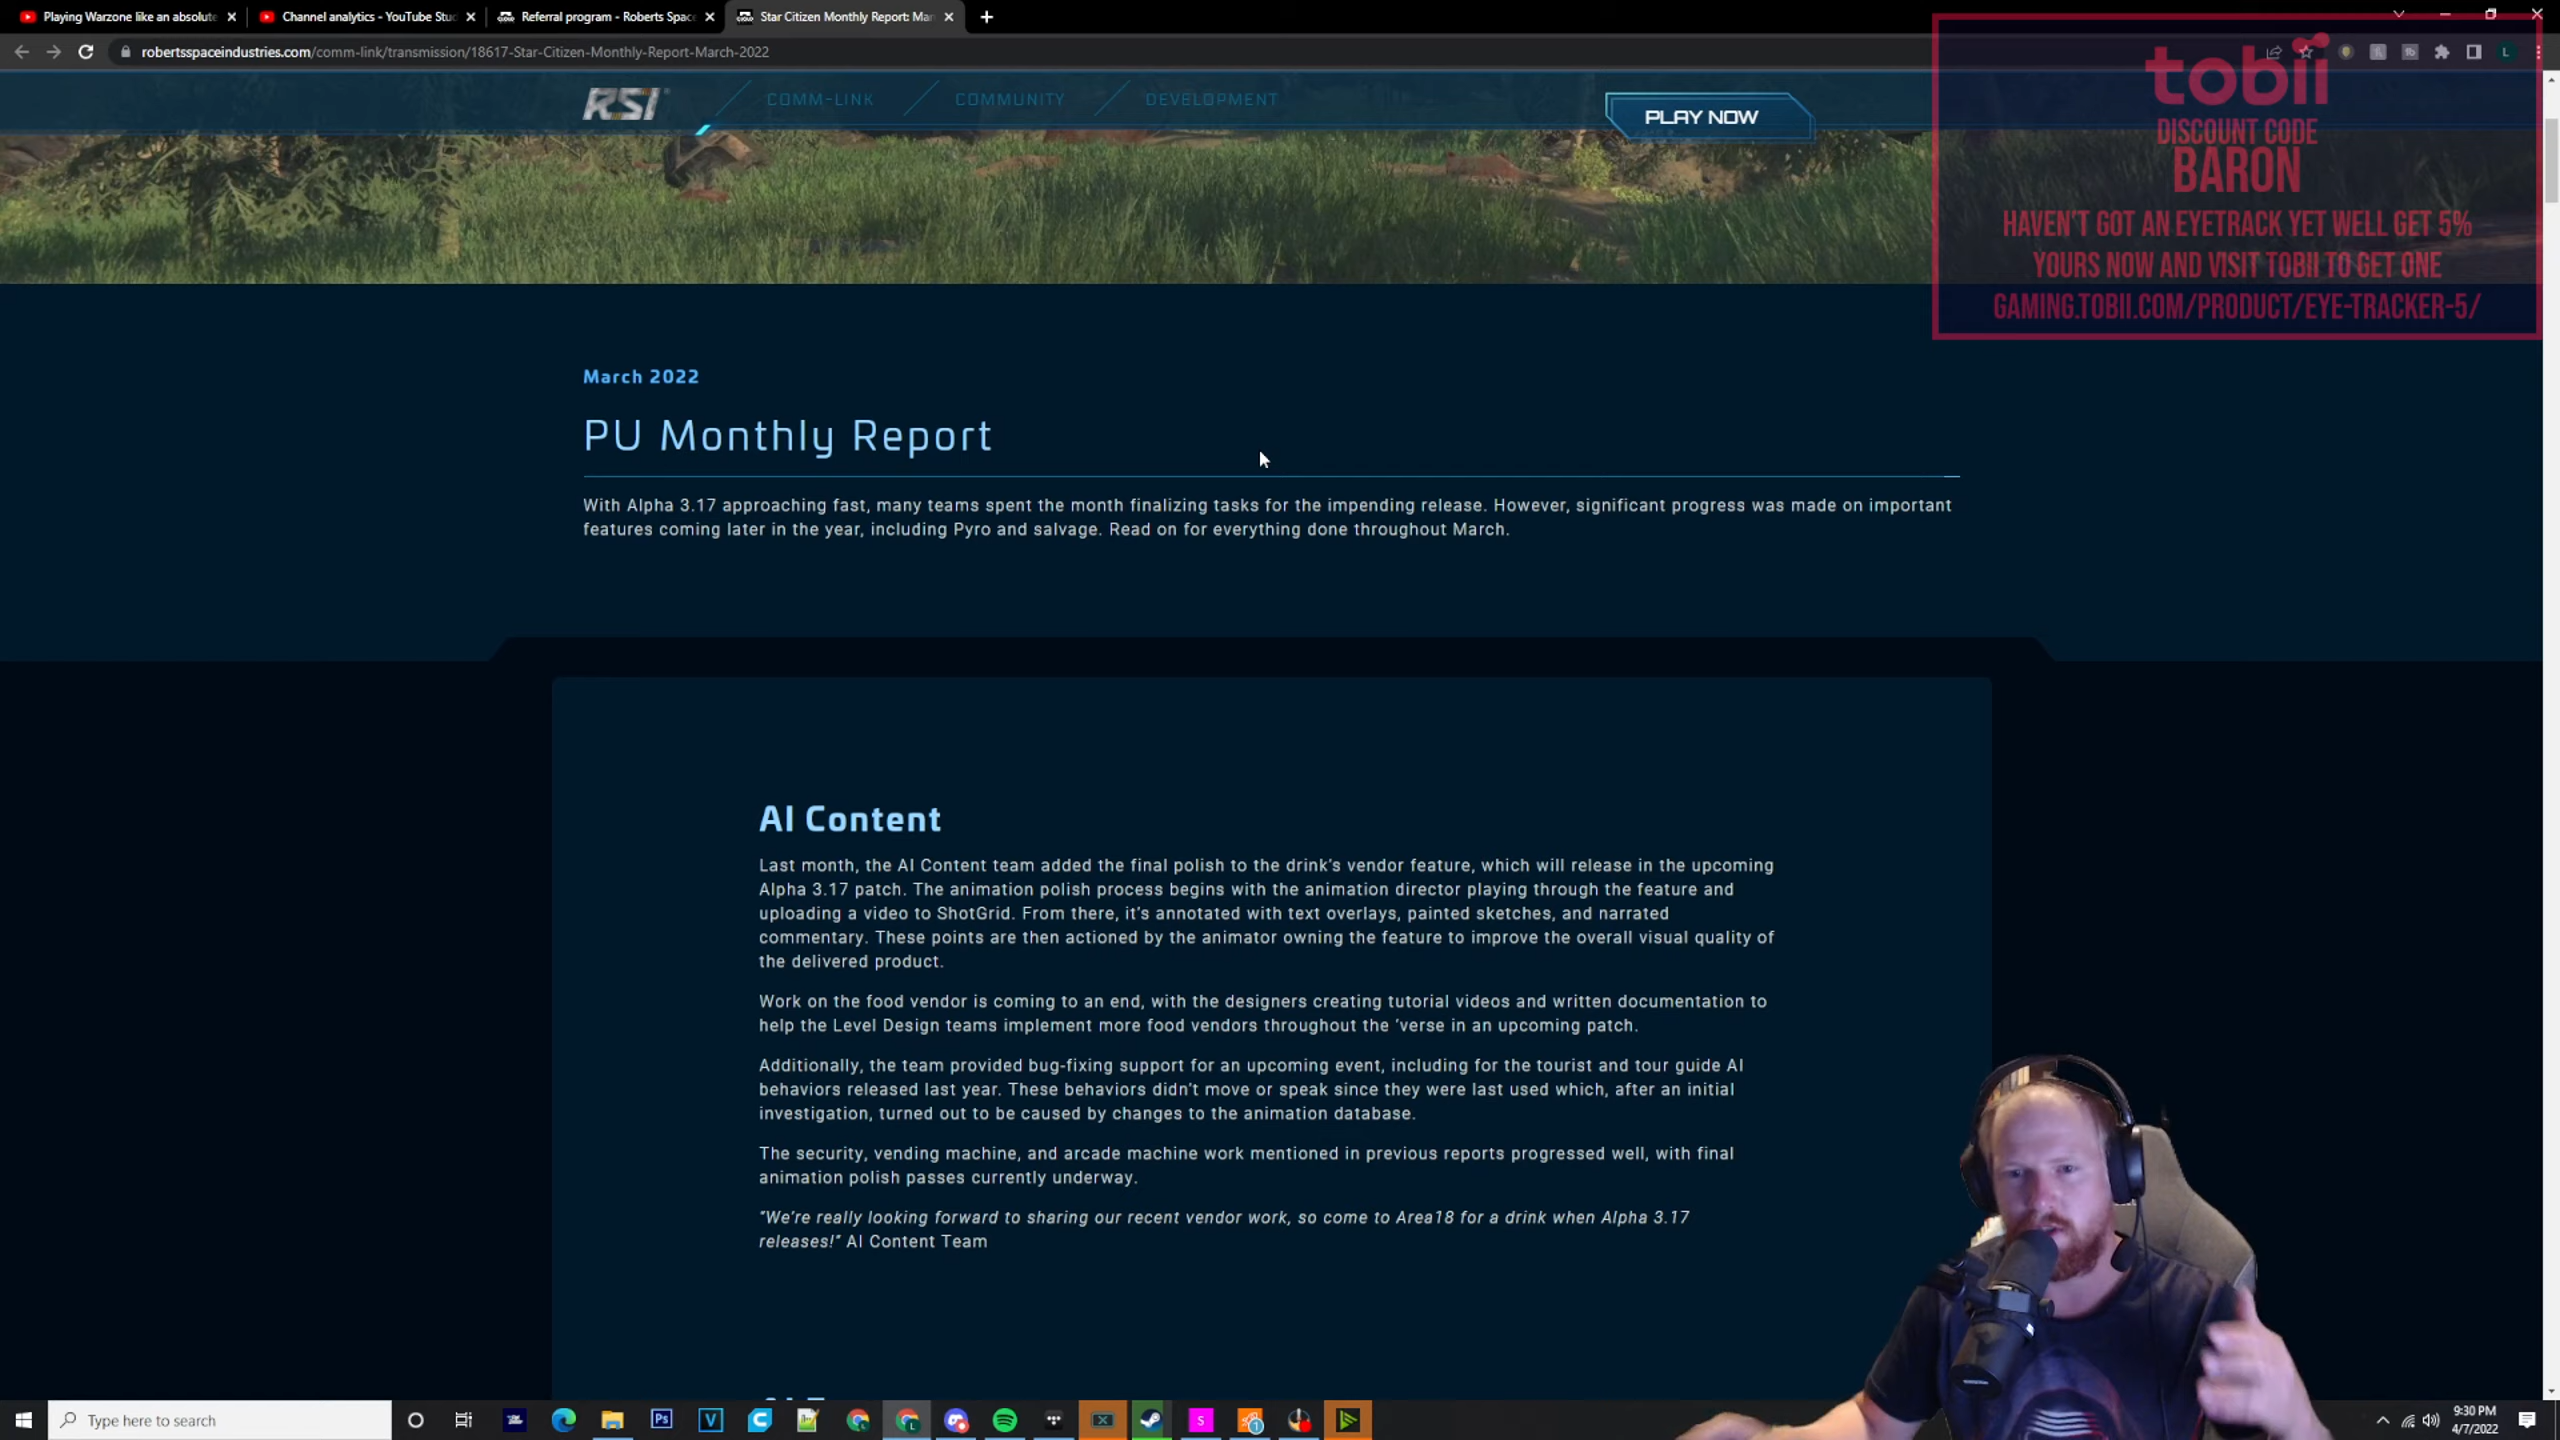 Playing Warzone like an absolute
Channel analytics - YouTube Stu
Referral program - Roberts Spac
Star Citizen Monthly Report: Mar
robertsspaceindustries.com/comm-link/transmission/18617-Star-Citizen-Monthly-Report-March-2022
RSI
COMM-LINK
COMMUNITY
DEVELOPMENT
PLAY NOW
tobii
DISCOUNT CODE
BARON
HAVEN'T GOT AN EYETRACK YET WELL GET 5%
YOURS NOW AND VISIT TOBII TO GET ONE
GAMING.TOBII.COM/PRODUCT/EYE-TRACKER-5/
March 2022
PU Monthly Report
With Alpha 3.17 approaching fast, many teams spent the month finalizing tasks for the impending release. However, significant progress was made on important
features coming later in the year, including Pyro and salvage. Read on for everything done throughout March.
AI Content
Last month, the AI Content team added the final polish to the drink's vendor feature, which will release in the upcoming
Alpha 3.17 patch. The animation polish process begins with the animation director playing through the feature and
uploading a video to ShotGrid. From there, it's annotated with text overlays, painted sketches, and narrated
commentary. These points are then actioned by the animator owning the feature to improve the overall visual quality of
the delivered product.
Work on the food vendor is coming to an end, with the designers creating tutorial videos and written documentation to
help the Level Design teams implement more food vendors throughout the 'verse in an upcoming patch.
Additionally, the team provided bug-fixing support for an upcoming event, including for the tourist and tour guide AI
behaviors released last year. These behaviors didn't move or speak since they were last used which, after an initial
investigation, turned out to be caused by changes to the animation database.
The security, vending machine, and arcade machine work mentioned in previous reports progressed well, with final
animation polish passes currently underway.
"We're really looking forward to sharing our recent vendor work, so come to Area18 for a drink when Alpha 3.17
releases!" AI Content Team
Type here to search
9:30 PM
4/7/2022